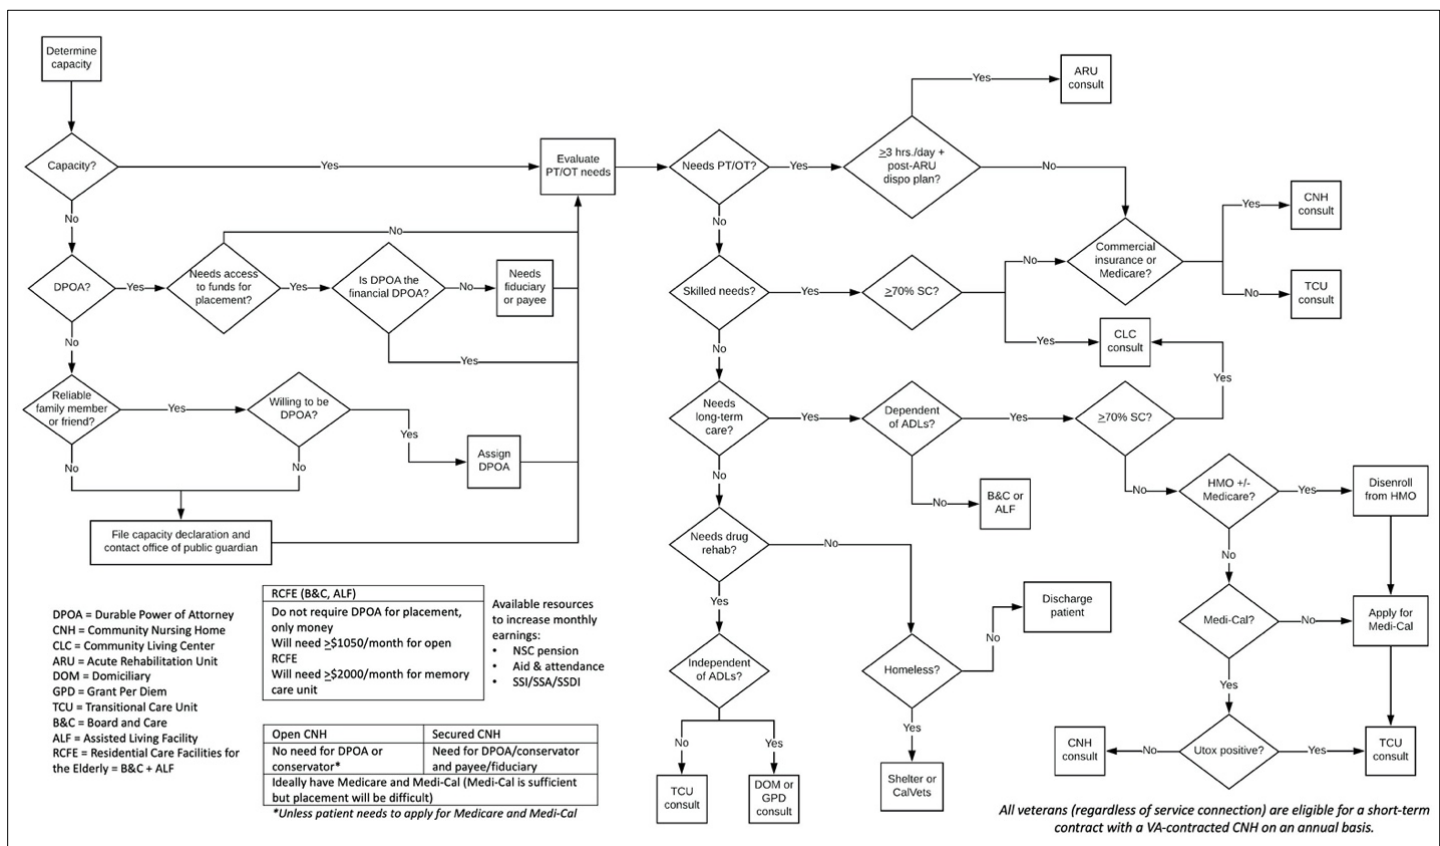 Determine
capacity
Capacity?
Yes
Evaluate
PT/OT needs
No
DPOA?
Yes
Needs access
to funds for
placement?
No
Yes
Is DPOA the
financial DPOA?
No
Needs
fiduciary
or payee
Yes
No
Reliable
family member
or friend?
Yes
Willing to be
DPOA?
Yes
Assign
DPOA
No
No
File capacity declaration and
contact office of public guardian
Needs PT/OT?
Yes
≥3 hrs./day +
post-ARU
dispo plan?
Yes
ARU
consult
No
Commercial
insurance or
Medicare?
Yes
CNH
consult
No
TCU
consult
No
Skilled needs?
Yes
≥70% SC?
No
Yes
CLC
consult
No
Needs
long-term
care?
Yes
Dependent
of ADLs?
Yes
≥70% SC?
Yes
No
B&C or
ALF
No
HMO +/-
Medicare?
Yes
Disenroll
from HMO
No
Medi-Cal?
No
Apply for
Medi-Cal
Yes
Utox positive?
No
CNH
consult
Yes
TCU
consult
No
Needs drug
rehab?
No
Yes
Independent
of ADLs?
No
Yes
TCU
consult
DOM or
GPD
consult
Homeless?
No
Discharge
patient
Yes
Shelter or
CalVets
DPOA = Durable Power of Attorney
CNH = Community Nursing Home
CLC = Community Living Center
ARU = Acute Rehabilitation Unit
DOM = Domiciliary
GPD = Grant Per Diem
TCU = Transitional Care Unit
B&C = Board and Care
ALF = Assisted Living Facility
RCFE = Residential Care Facilities for
the Elderly = B&C + ALF
RCFE (B&C, ALF)
Do not require DPOA for placement,
only money
Will need ≥$1050/month for open
RCFE
Will need ≥$2000/month for memory
care unit
Available resources
to increase monthly
earnings:
• NSC pension
• Aid & attendance
• SSI/SSA/SSDI
Open CNH
Secured CNH
No need for DPOA or
conservator*
Need for DPOA/conservator
and payee/fiduciary
Ideally have Medicare and Medi-Cal (Medi-Cal is sufficient
but placement will be difficult)
*Unless patient needs to apply for Medicare and Medi-Cal
All veterans (regardless of service connection) are eligible for a short-term
contract with a VA-contracted CNH on an annual basis.